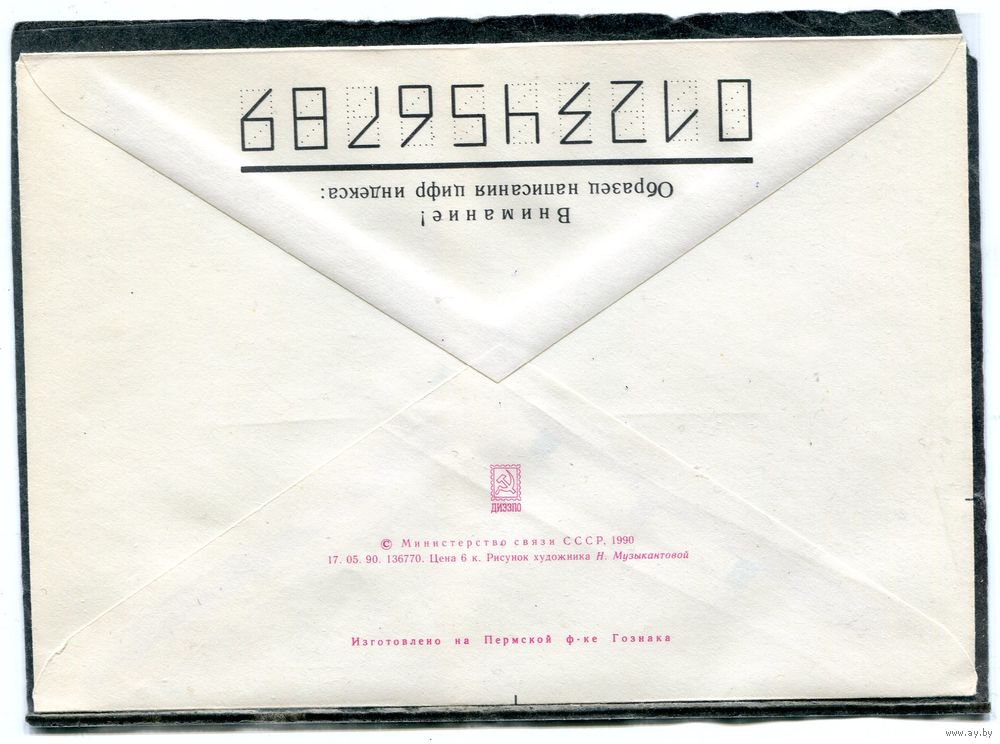 Внимание!
Образец написания цифр индекса:
0123456789
ДИЭЗПО
© Министерство связи СССР, 1990
17. 05. 90. 136770. Цена 6 к. Рисунок художника Н. Музыкантовой
Изготовлено на Пермской ф-ке Гознака
www.ay.by